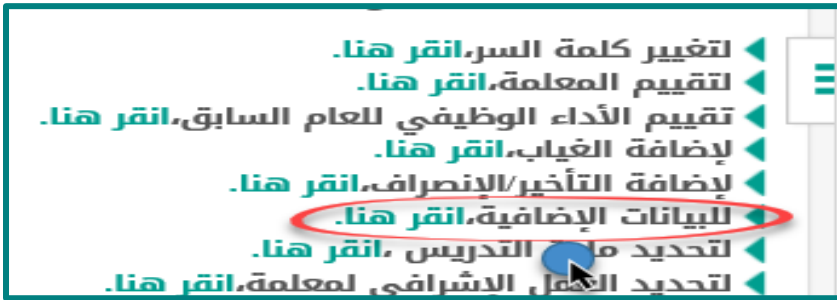 لتغيير كلمة السر،انقر هنا.
لتقييم المعلمة،انقر هنا.
تقييم الأداء الوظيفي للعام السابق،انقر هنا.
لإضافة الغياب،انقر هنا.
لإضافة التأخير/الإنصراف،انقر هنا.
للبيانات الإضافية،انقر هنا.
لتحديد التدريس ،انقر هنا.
لتحديد الإشرافي لمعلمة،انقر هنا.